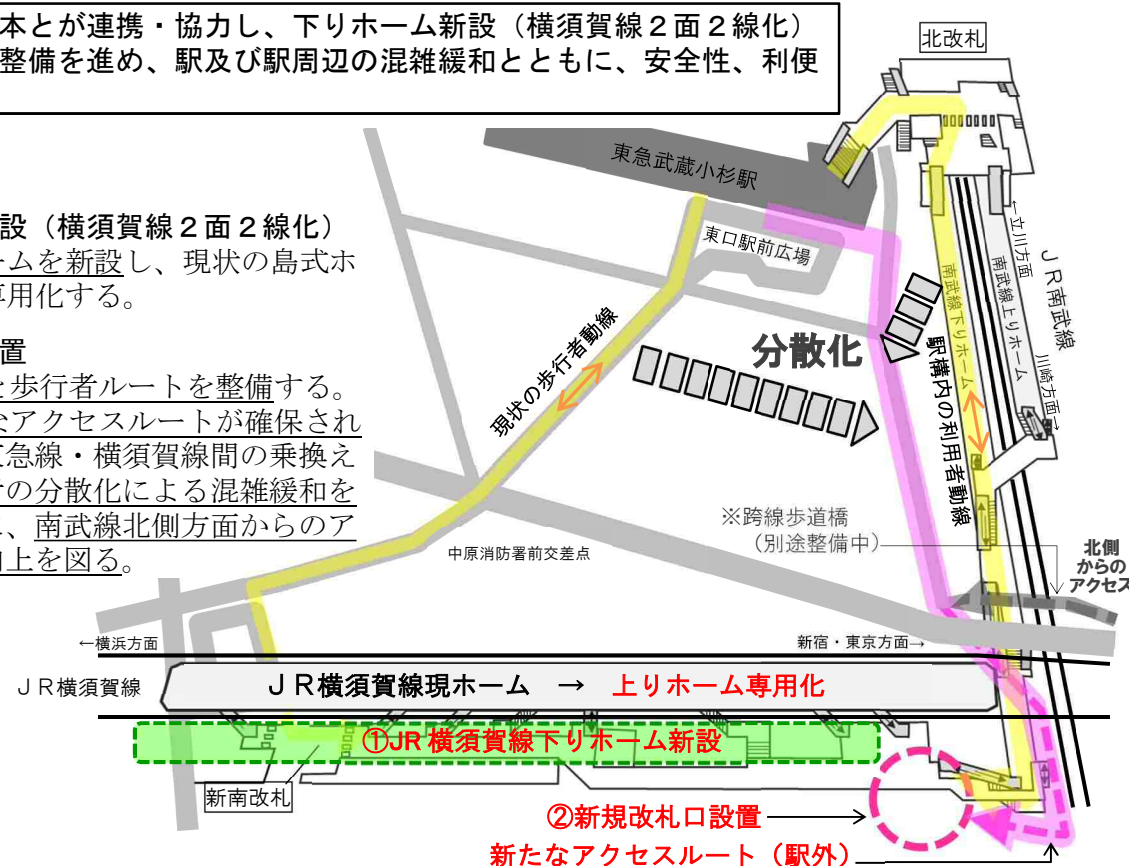 本とが連携・協力し、下りホーム新設（横須賀線２面２線化）
整備を進め、駅及び駅周辺の混雑緩和とともに、安全性、利便
北改札
東急武蔵小杉駅
設（横須賀線２面２線化）
ームを新設し、現状の島式ホ
専用化する。
東口駅前広場
←立川方面
ＪＲ南武線
南武線下りホーム
南武線上りホーム
川崎方面→
置
と歩行者ルートを整備する。
なアクセスルートが確保され
東急線・横須賀線間の乗換え
の分散化による混雑緩和を
、南武線北側方面からのア
向上を図る。
現状の歩行者動線
分散化
駅構内の利用者動線
※跨線歩道橋
（別途整備中）
中原消防署前交差点
北側
からの
アクセス
←横浜方面
新宿・東京方面→
ＪＲ横須賀線
ＪＲ横須賀線現ホーム　→　上りホーム専用化
①JR横須賀線下りホーム新設
新南改札
②新規改札口設置
新たなアクセスルート（駅外）